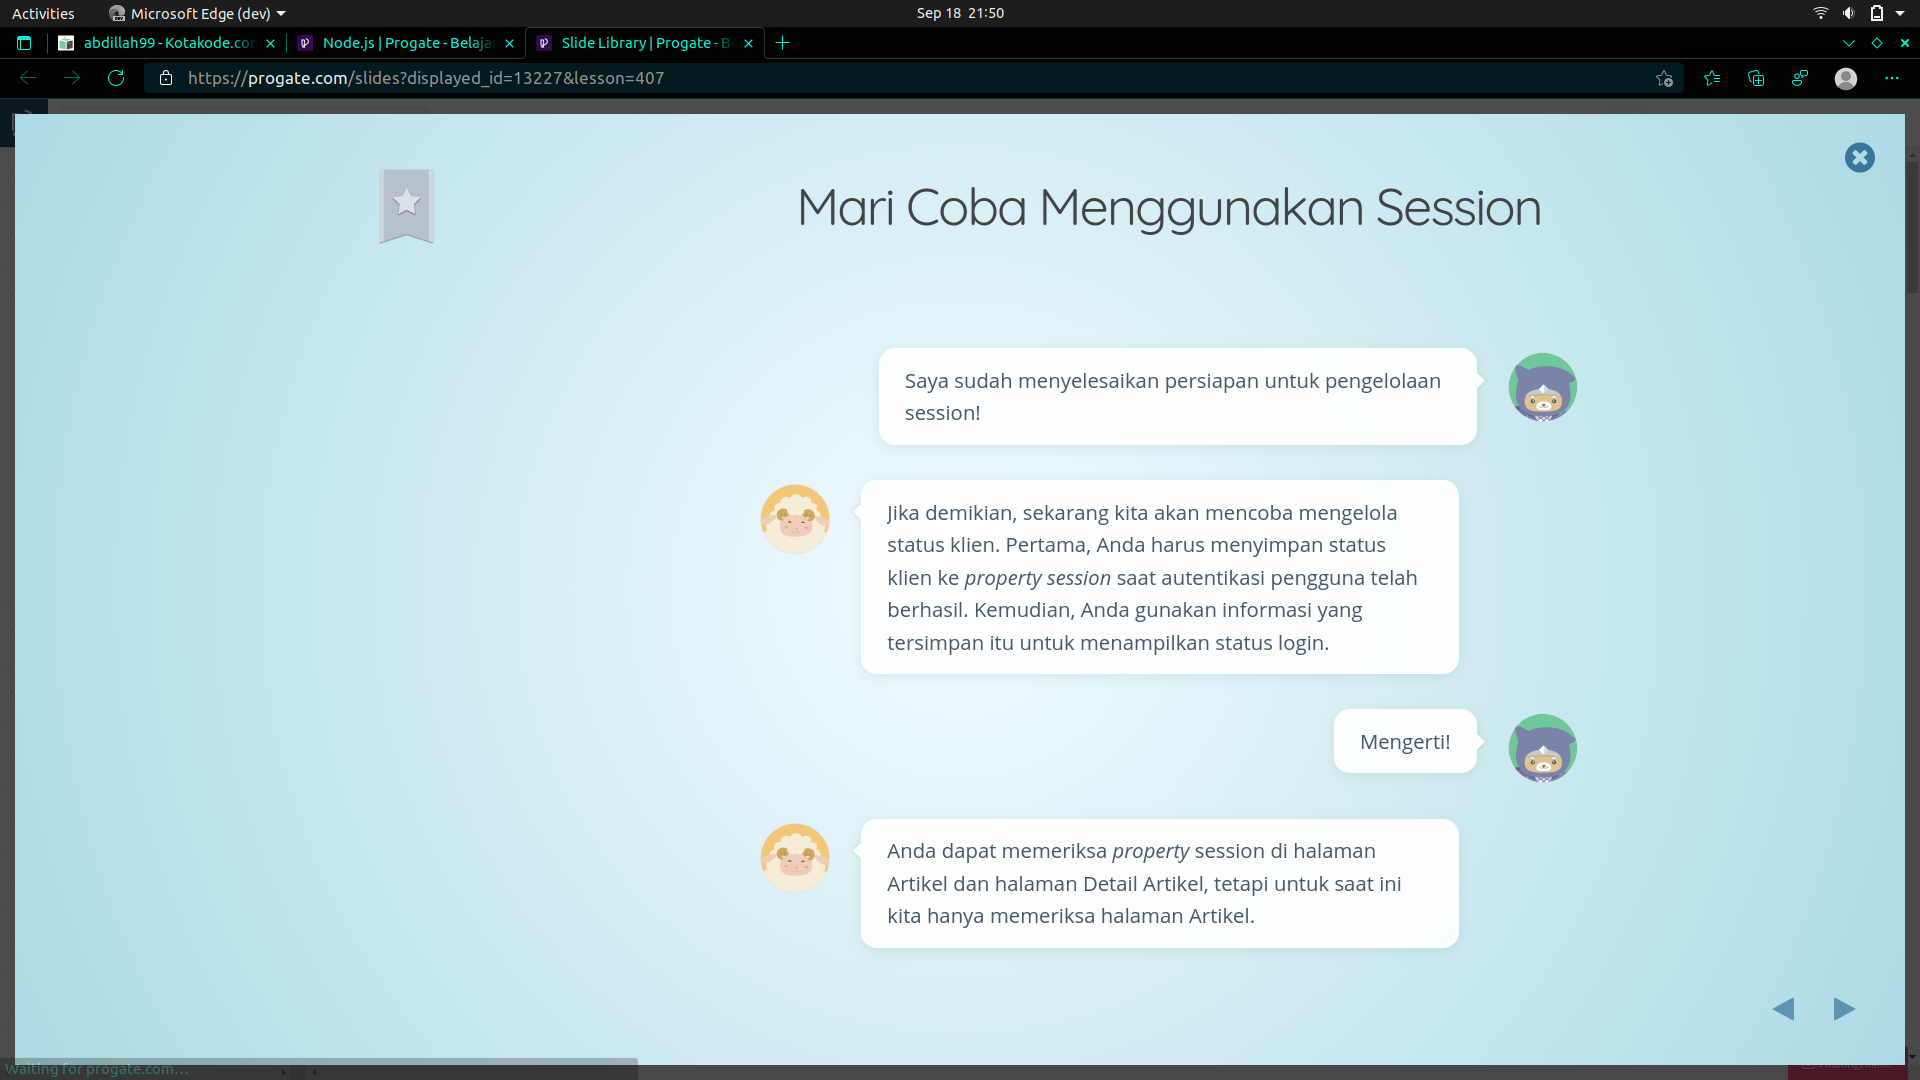 Activities
Microsoft Edge (dev)
Sep 18 21:50
abdillah99 - Kotakode.con
Node.js | Progate - Belaja
Slide Library | Progate - B
https://progate.com/slides?displayed_id=13227&lesson=407
Mari Coba Menggunakan Session
Saya sudah menyelesaikan persiapan untuk pengelolaan
session!
Jika demikian, sekarang kita akan mencoba mengelola
status klien. Pertama, Anda harus menyimpan status
klien ke property session saat autentikasi pengguna telah
berhasil. Kemudian, Anda gunakan informasi yang
tersimpan itu untuk menampilkan status login.
Mengerti!
Anda dapat memeriksa property session di halaman
Artikel dan halaman Detail Artikel, tetapi untuk saat ini
kita hanya memeriksa halaman Artikel.
Waiting for progate.com...